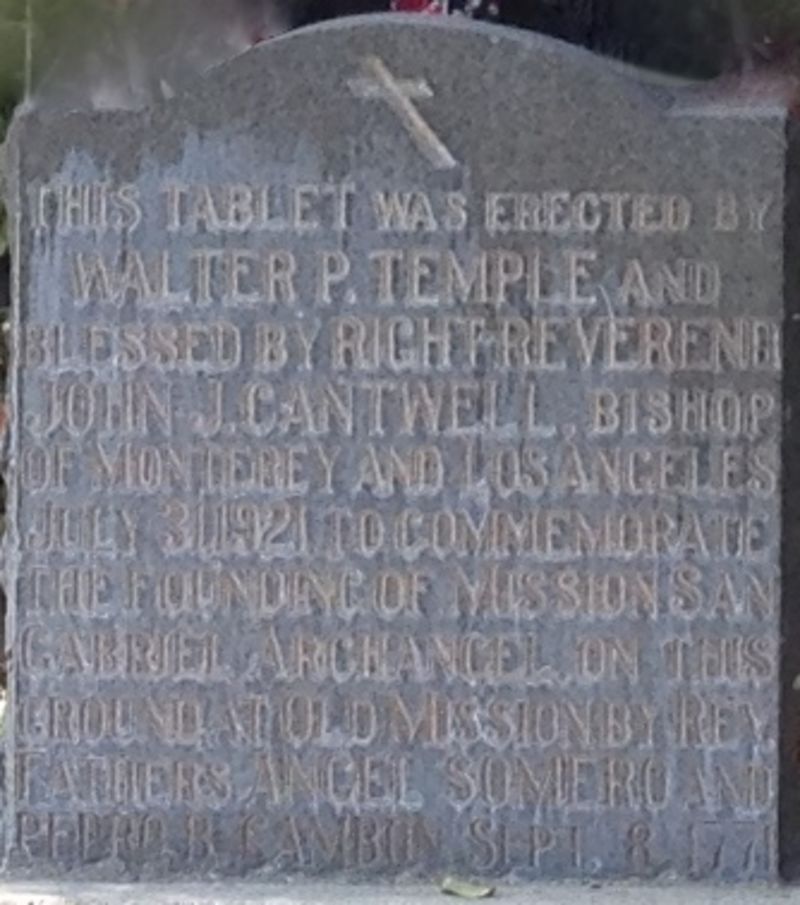 THIS TABLET WAS ERECTED BY
WALTER P. TEMPLE AND
BLESSED BY RIGHT REVEREND
JOHN J. CANTWELL, BISHOP
OF MONTEREY AND LOS ANGELES
JULY 31, 1921 TO COMMEMORATE
THE FOUNDING OF MISSION SAN
GABRIEL ARCHANGEL, ON THIS
GROUND, AT OLD MISSION BY REV.
FATHERS ANGEL SOMERO AND
PEDRO B. CAMBON SEPT. 8, 1771